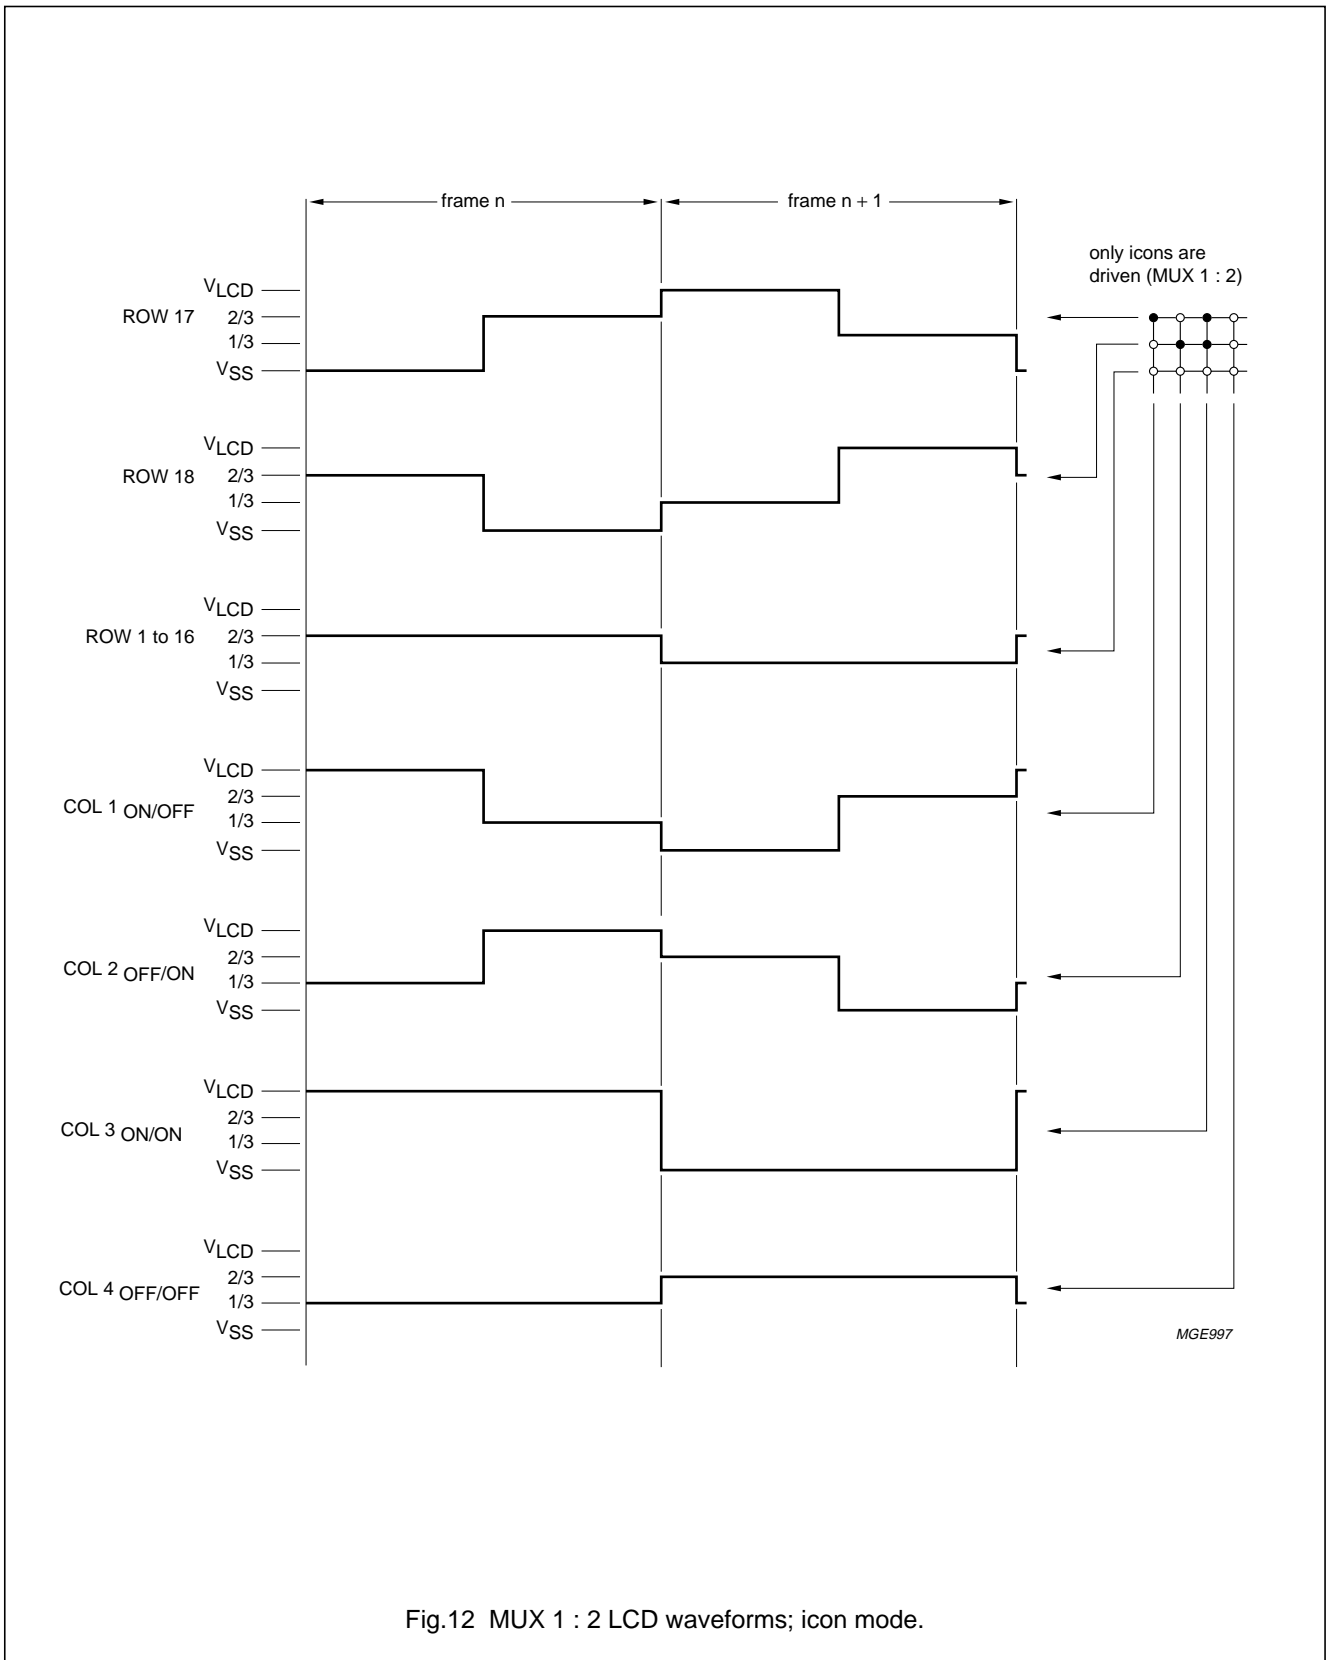 frame n
frame n + 1
only icons are
driven (MUX 1 : 2)
VLCD
ROW 17
2/3
1/3
VSS
VLCD
ROW 18
2/3
1/3
VSS
VLCD
ROW 1 to 16
2/3
1/3
VSS
VLCD
COL 1 ON/OFF
2/3
1/3
VSS
VLCD
COL 2 OFF/ON
2/3
1/3
VSS
VLCD
COL 3 ON/ON
2/3
1/3
VSS
VLCD
COL 4 OFF/OFF
2/3
1/3
VSS
MGE997
Fig.12 MUX 1 : 2 LCD waveforms; icon mode.